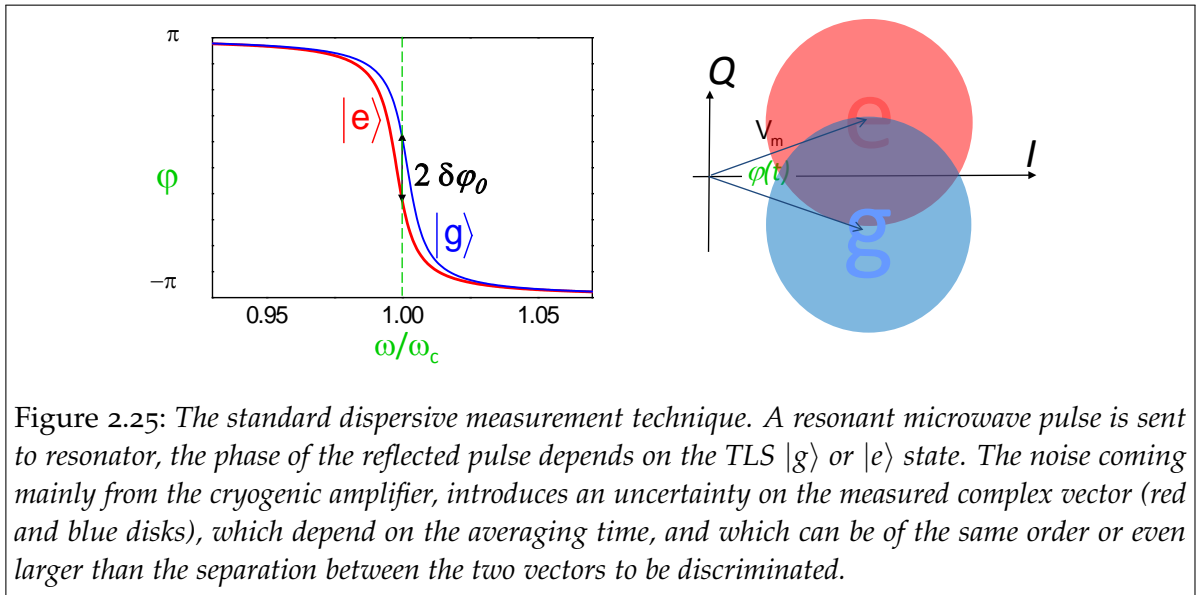 π
φ
−π
|e⟩
|g⟩
2 δφ₀
0.95 1.00 1.05
ω/ω_c
Q
I
e
g
V_m
φ(t)
Figure 2.25: The standard dispersive measurement technique. A resonant microwave pulse is sent
to resonator, the phase of the reflected pulse depends on the TLS |g⟩ or |e⟩ state. The noise coming
mainly from the cryogenic amplifier, introduces an uncertainty on the measured complex vector (red
and blue disks), which depend on the averaging time, and which can be of the same order or even
larger than the separation between the two vectors to be discriminated.